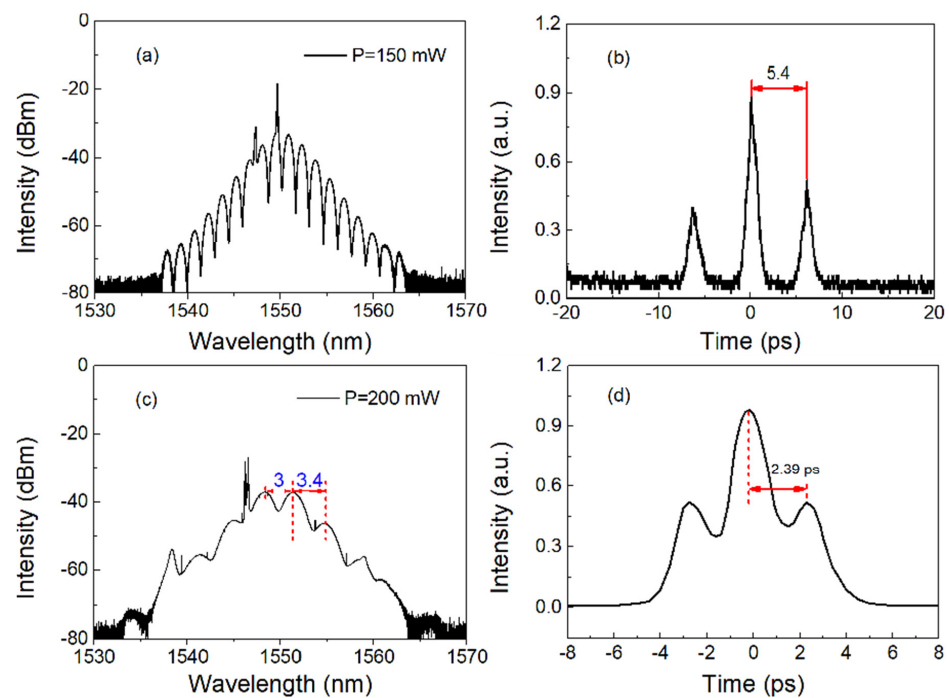 (a)
P=150 mW
0
-20
-40
-60
-80
1530 1540 1550 1560 1570
Intensity (dBm)
Wavelength (nm)
(b)
5.4
1.2
0.9
0.6
0.3
0.0
-20 -10 0 10 20
Intensity (a.u.)
Time (ps)
(c)
P=200 mW
3 3.4
0
-20
-40
-60
-80
1530 1540 1550 1560 1570
Intensity (dBm)
Wavelength (nm)
(d)
2.39 ps
1.2
0.9
0.6
0.3
0.0
-8 -6 -4 -2 0 2 4 6 8
Intensity (a.u.)
Time (ps)